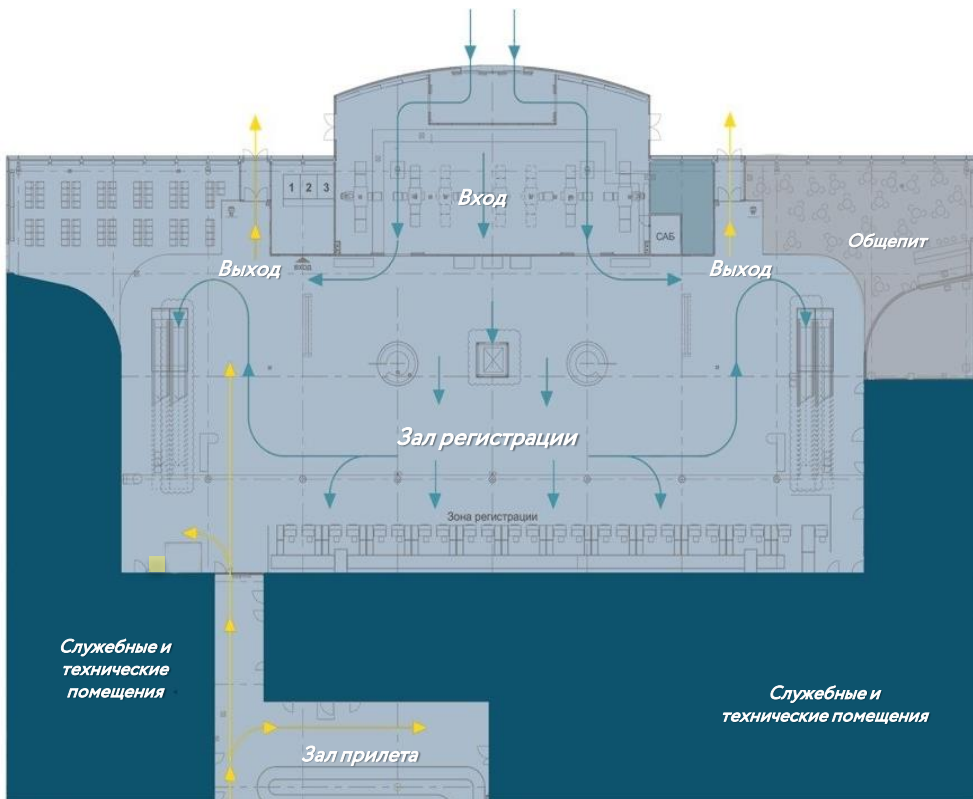 Вход
1 2 3
САБ
Общепит
Выход
ВХОД
Выход
Зал регистрации
Зона регистрации
Служебные и
технические
помещения
Служебные и
технические помещения
Зал прилета